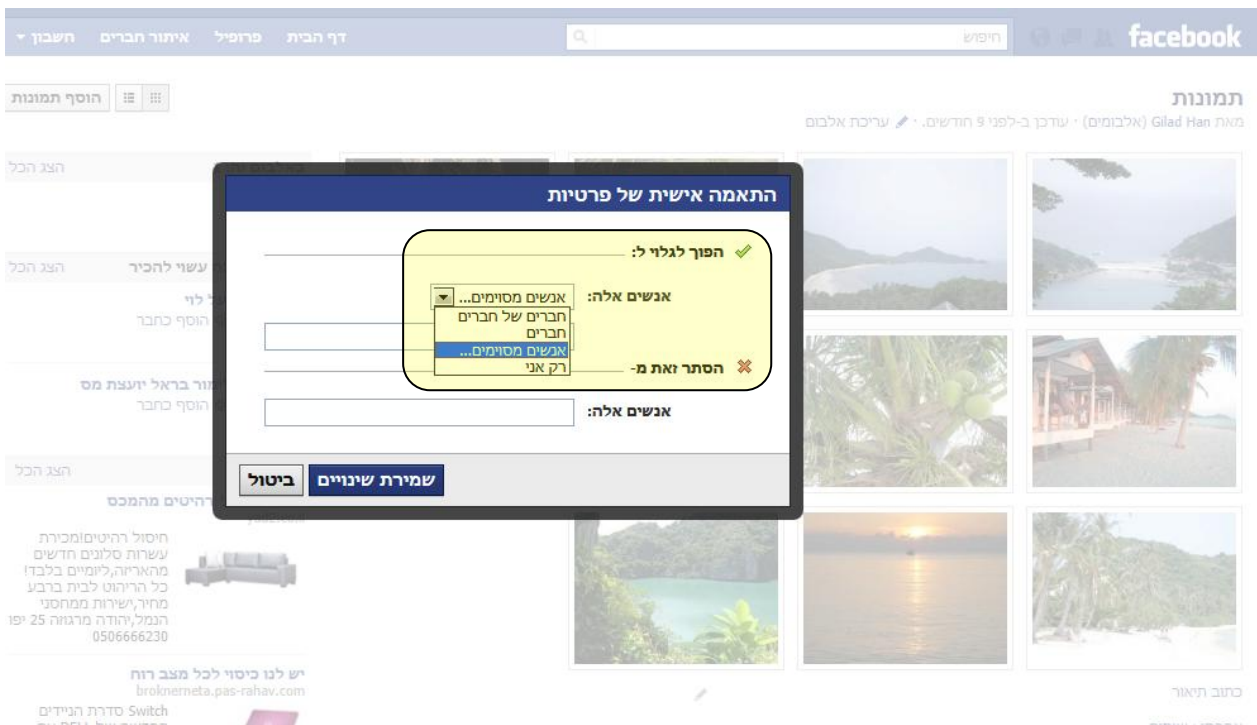 facebook
חיפוש
דף הבית פרופיל איתור חברים חשבון
תמונות
מאת Gilad Han (אלבומים) · עודכן ב-לפני 9 חודשים. · עריכת אלבום
הוסף תמונות
התאמה אישית של פרטיות
הפוך לגלוי ל:
אנשים אלה: אנשים מסוימים...
חברים של חברים
חברים
אנשים מסוימים...
רק אני
הסתר זאת מ-
אנשים אלה:
שמירת שינויים ביטול
הצג הכל
עשוי להכיר הצג הכל
לוי
הוסף כחבר
בראל יועצת מס
הוסף כחבר
הצג הכל
רהיטים מהמכס
חיסול רהיטים!מכירת
עשרות סלונים חדשים
מהאריזה,ליומיים בלבד!
כל הריהוט לבית ברבע
מחיר,ישירות ממחסני
הנמל,יהודה מרגוזה 25 יפו
0506666230
יש לנו כיסוי לכל מצב רוח
broknerneta.pas-rahav.com
Switch סדרת הניידים
כתוב תיאור